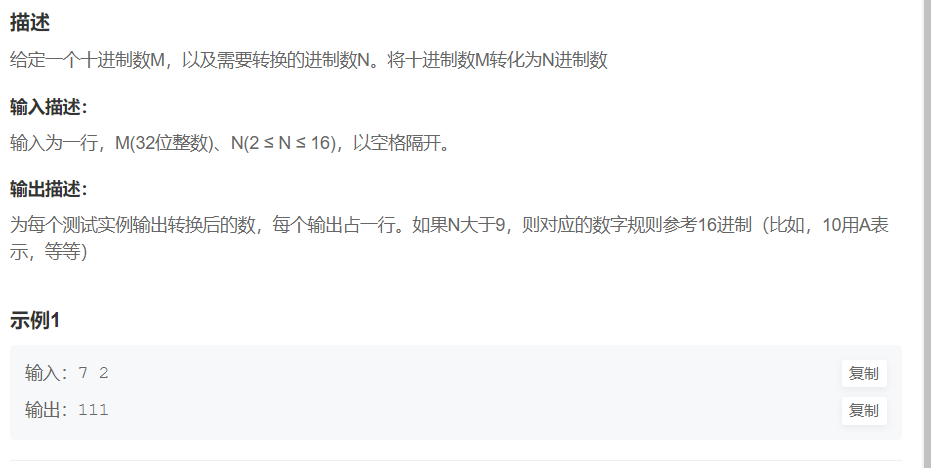 描述
给定一个十进制数M，以及需要转换的进制数N。将十进制数M转化为N进制数
输入描述：
输入为一行，M(32位整数)、N(2 ≤ N ≤ 16)，以空格隔开。
输出描述：
为每个测试实例输出转换后的数，每个输出占一行。如果N大于9，则对应的数字规则参考16进制（比如，10用A表
示，等等）
示例1
输入：7 2
复制
输出：111
复制